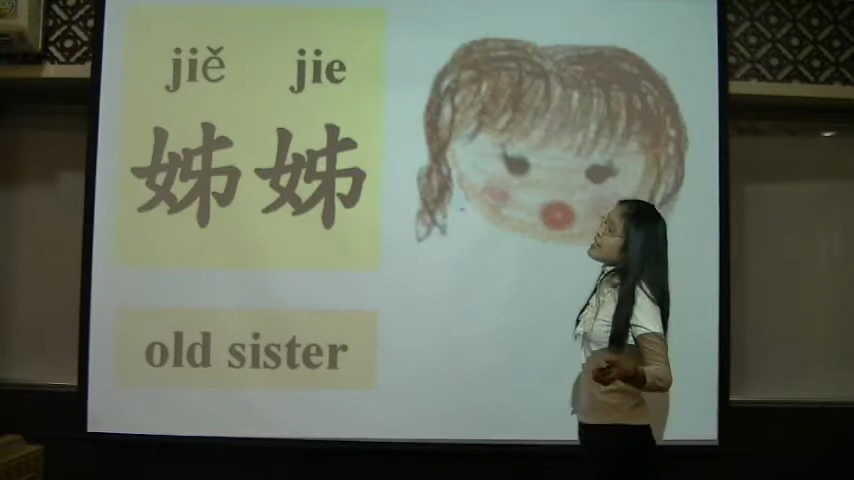 jiě jie
姊姊
old sister